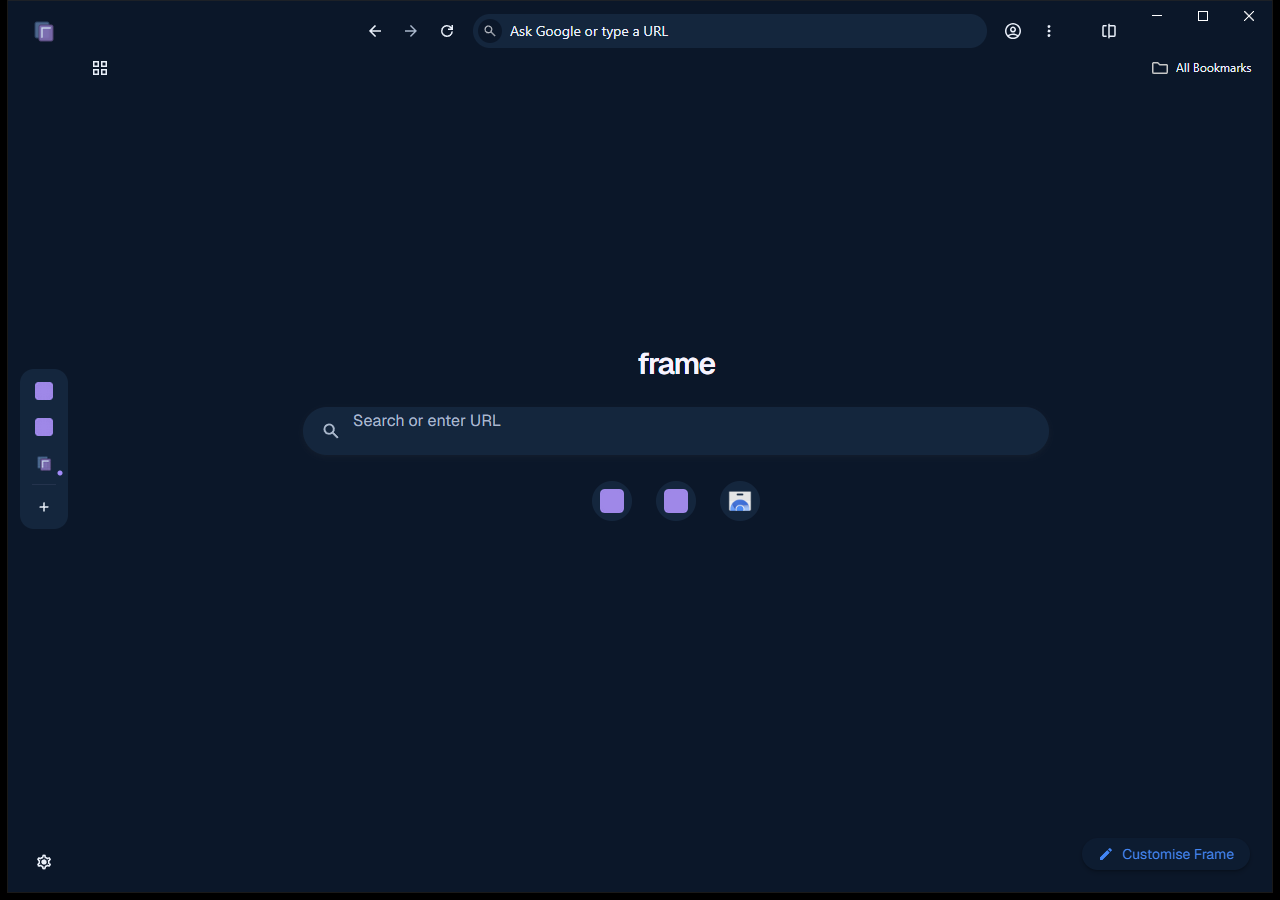 Ask Google or type a URL
All Bookmarks
frame
Search or enter URL
Customise Frame